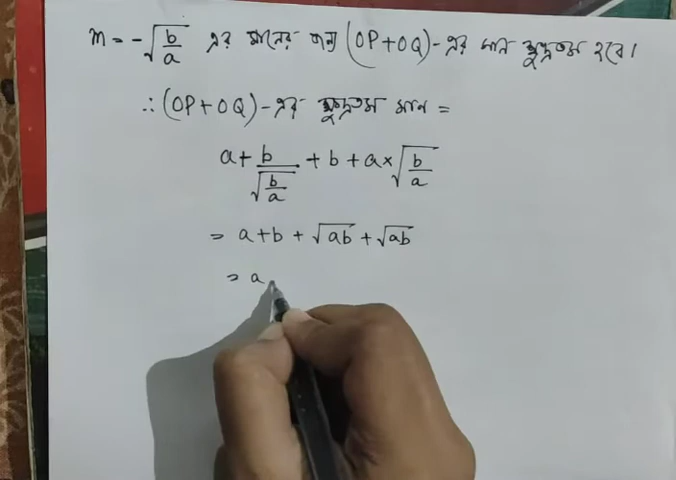 m = -√(b/a) এর মানের জন্য (OP+OQ)-এর মান ক্ষুদ্রতম হবে।
∴ (OP+OQ)-এর ক্ষুদ্রতম মান =
a + b/√(b/a) + b + a×√(b/a)
= a+b + √ab + √ab
= a